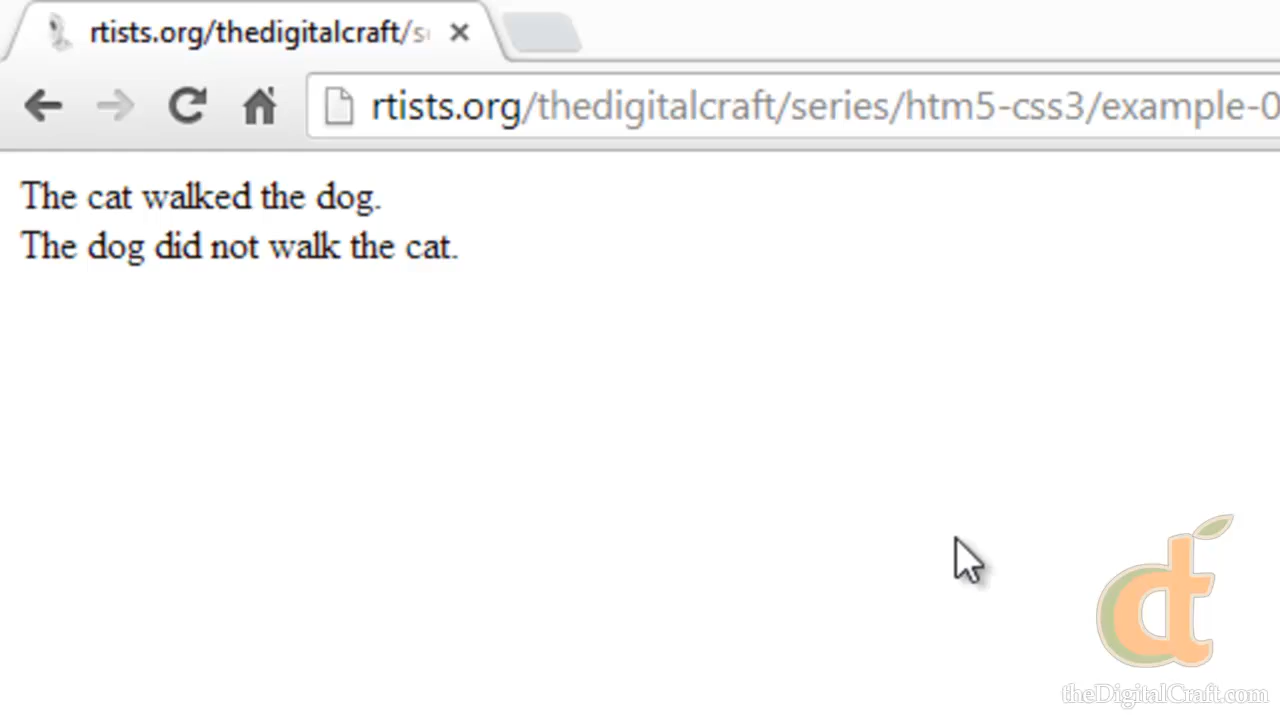 rtists.org/thedigitalcraft/s
rtists.org/thedigitalcraft/series/htm5-css3/example-0
The cat walked the dog.
The dog did not walk the cat.
dt
theDigitalCraft.com